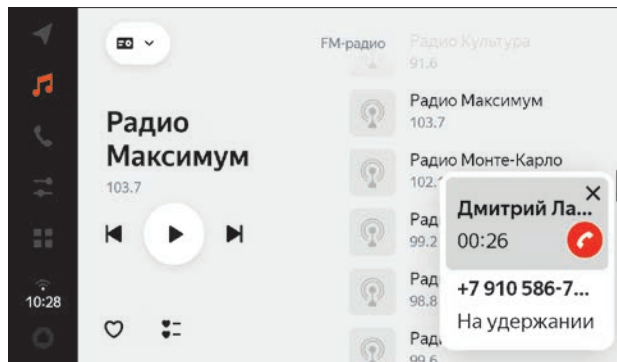 10:28
Радио
Максимум
103.7
FM-радио
Радио Культура
91.6
Радио Максимум
103.7
Радио Монте-Карло
102.
Рад
99.2
Рад
98.8
Рад
99.6
Дмитрий Ла...
00:26
+7 910 586-7...
На удержании